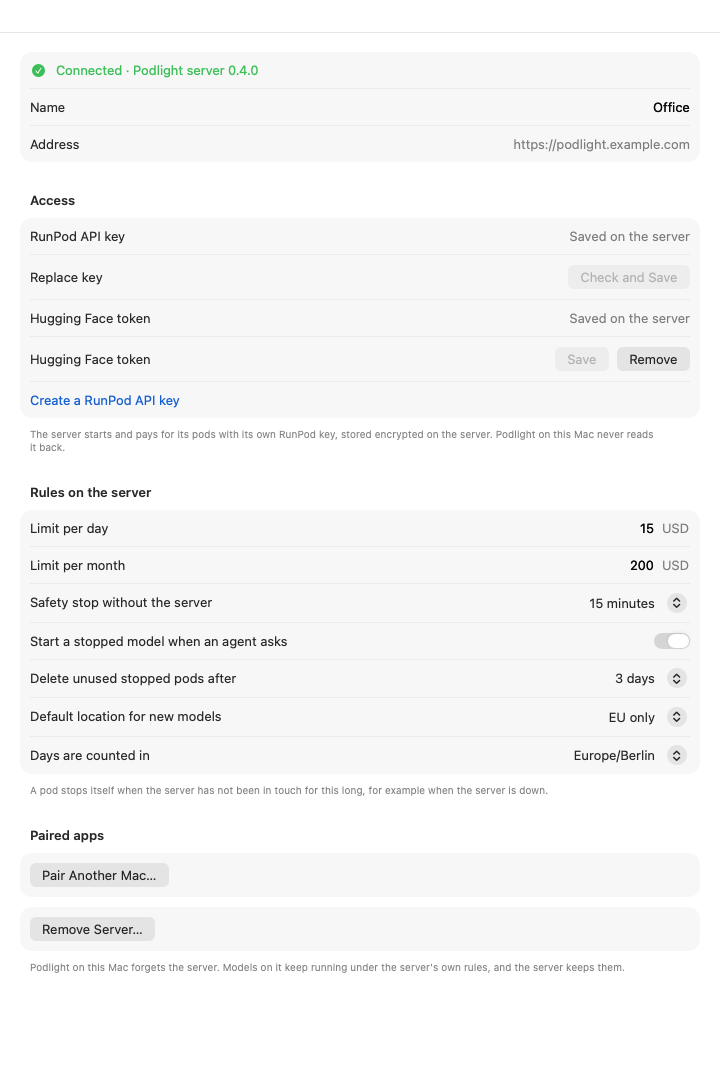 Connected · Podlight server 0.4.0
Name Office
Address https://podlight.example.com
Access
RunPod API key Saved on the server
Replace key Check and Save
Hugging Face token Saved on the server
Hugging Face token Save Remove
Create a RunPod API key
The server starts and pays for its pods with its own RunPod key, stored encrypted on the server. Podlight on this Mac never reads
it back.
Rules on the server
Limit per day 15 USD
Limit per month 200 USD
Safety stop without the server 15 minutes
Start a stopped model when an agent asks
Delete unused stopped pods after 3 days
Default location for new models EU only
Days are counted in Europe/Berlin
A pod stops itself when the server has not been in touch for this long, for example when the server is down.
Paired apps
Pair Another Mac...
Remove Server...
Podlight on this Mac forgets the server. Models on it keep running under the server's own rules, and the server keeps them.